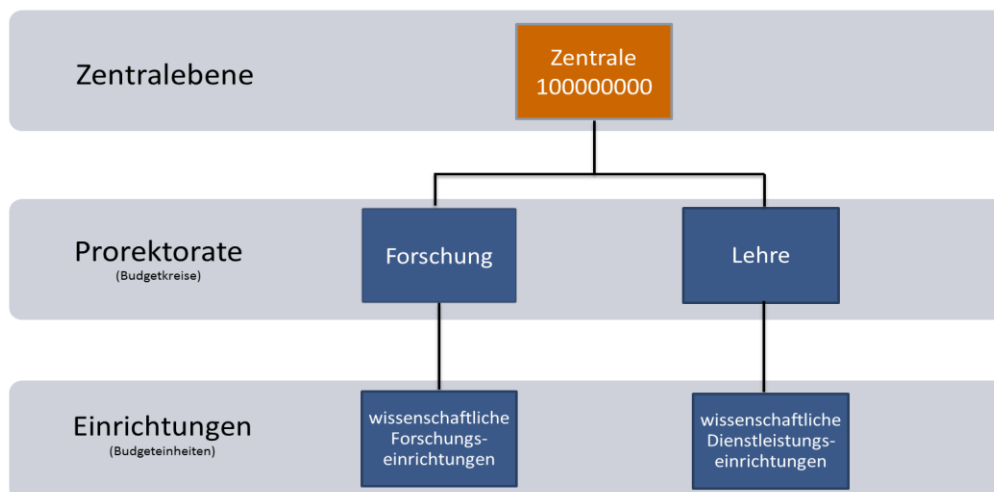 Zentralebene
Zentrale
100000000
Prorektorate
(Budgetkreise)
Forschung
Lehre
Einrichtungen
(Budgeteinheiten)
wissenschaftliche
Forschungs-
einrichtungen
wissenschaftliche
Dienstleistungs-
einrichtungen